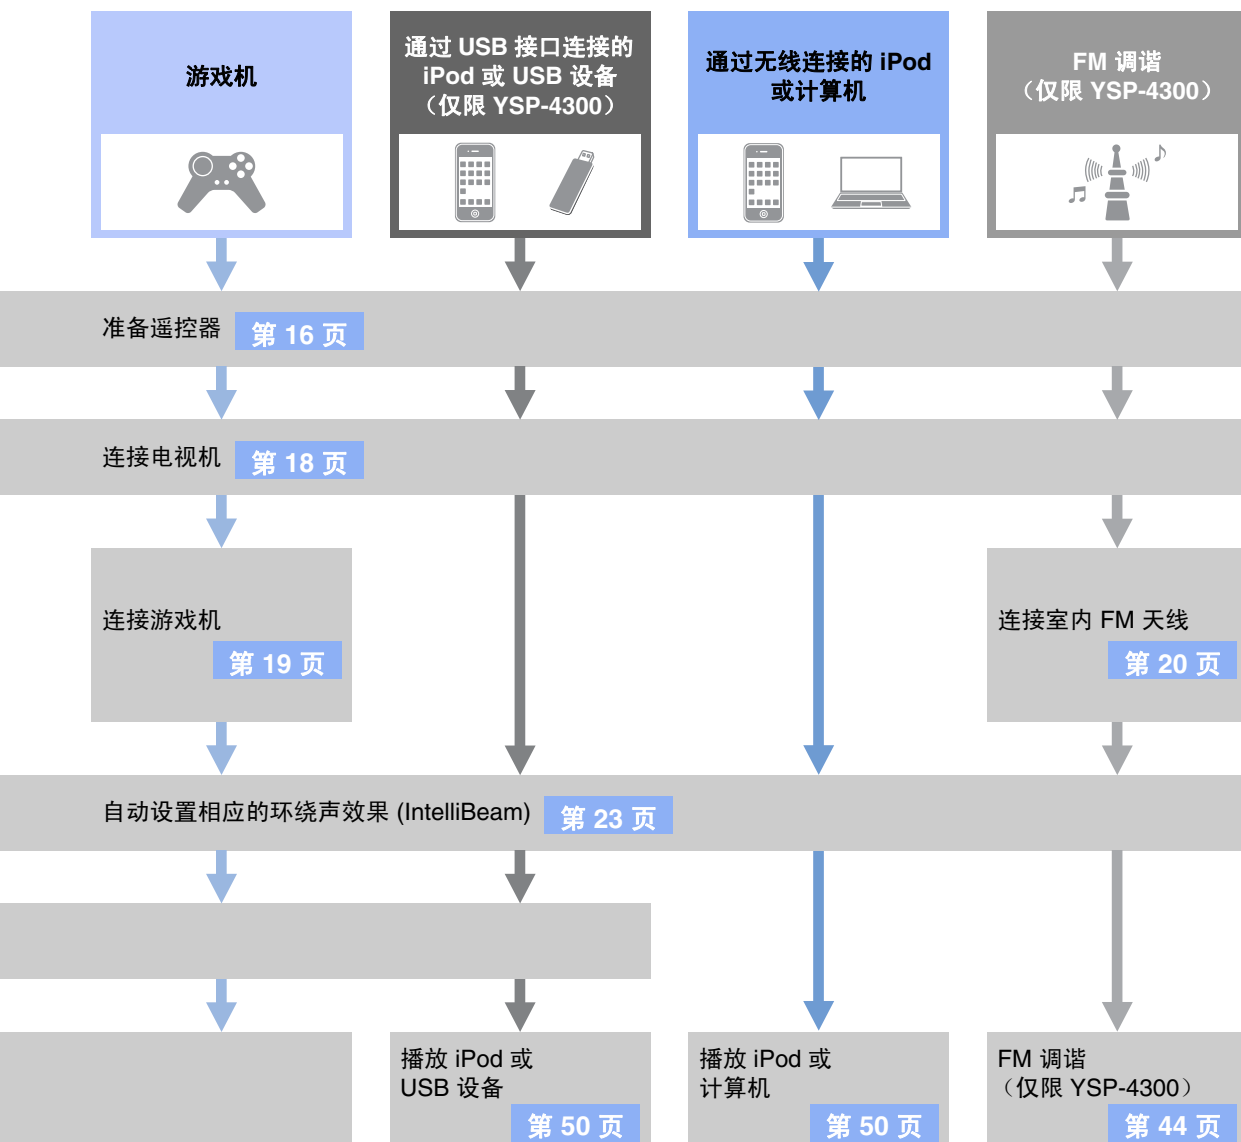 游戏机
通过 USB 接口连接的
iPod 或 USB 设备
（仅限 YSP-4300）
通过无线连接的 iPod
或计算机
FM 调谐
（仅限 YSP-4300）
准备遥控器 第 16 页
连接电视机 第 18 页
连接游戏机
第 19 页
连接室内 FM 天线
第 20 页
自动设置相应的环绕声效果 (IntelliBeam) 第 23 页
播放 iPod 或
USB 设备
第 50 页
播放 iPod 或
计算机
第 50 页
FM 调谐
（仅限 YSP-4300）
第 44 页